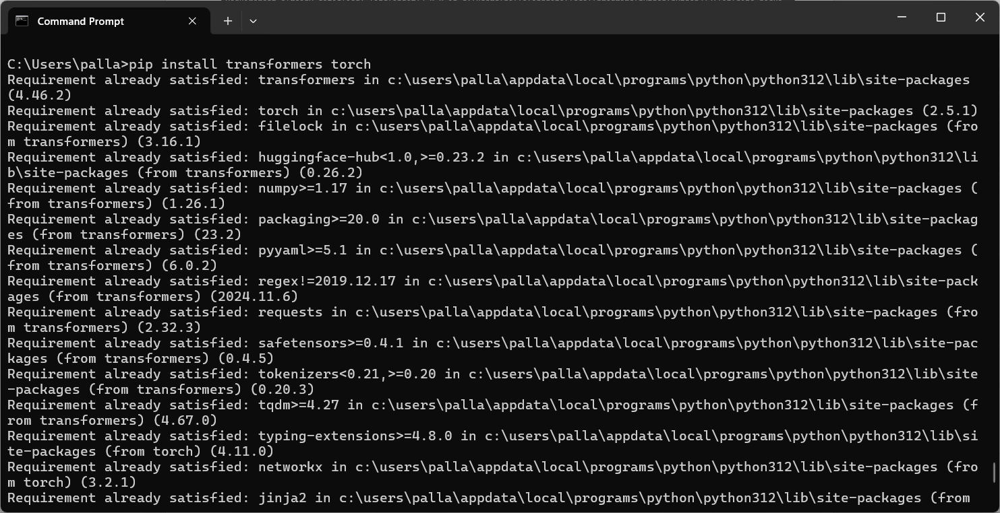 Command Prompt
C:\Users\palla>pip install transformers torch
Requirement already satisfied: transformers in c:\users\palla\appdata\local\programs\python\python312\lib\site-packages
(4.46.2)
Requirement already satisfied: torch in c:\users\palla\appdata\local\programs\python\python312\lib\site-packages (2.5.1)
Requirement already satisfied: filelock in c:\users\palla\appdata\local\programs\python\python312\lib\site-packages (fro
m transformers) (3.16.1)
Requirement already satisfied: huggingface-hub<1.0,>=0.23.2 in c:\users\palla\appdata\local\programs\python\python312\li
b\site-packages (from transformers) (0.26.2)
Requirement already satisfied: numpy>=1.17 in c:\users\palla\appdata\local\programs\python\python312\lib\site-packages (
from transformers) (1.26.1)
Requirement already satisfied: packaging>=20.0 in c:\users\palla\appdata\local\programs\python\python312\lib\site-packag
es (from transformers) (23.2)
Requirement already satisfied: pyyaml>=5.1 in c:\users\palla\appdata\local\programs\python\python312\lib\site-packages (
from transformers) (6.0.2)
Requirement already satisfied: regex!=2019.12.17 in c:\users\palla\appdata\local\programs\python\python312\lib\site-pack
ages (from transformers) (2024.11.6)
Requirement already satisfied: requests in c:\users\palla\appdata\local\programs\python\python312\lib\site-packages (fro
m transformers) (2.32.3)
Requirement already satisfied: safetensors>=0.4.1 in c:\users\palla\appdata\local\programs\python\python312\lib\site-pac
kages (from transformers) (0.4.5)
Requirement already satisfied: tokenizers<0.21,>=0.20 in c:\users\palla\appdata\local\programs\python\python312\lib\site
-packages (from transformers) (0.20.3)
Requirement already satisfied: tqdm>=4.27 in c:\users\palla\appdata\local\programs\python\python312\lib\site-packages (f
rom transformers) (4.67.0)
Requirement already satisfied: typing-extensions>=4.8.0 in c:\users\palla\appdata\local\programs\python\python312\lib\si
te-packages (from torch) (4.11.0)
Requirement already satisfied: networkx in c:\users\palla\appdata\local\programs\python\python312\lib\site-packages (fro
m torch) (3.2.1)
Requirement already satisfied: jinja2 in c:\users\palla\appdata\local\programs\python\python312\lib\site-packages (from